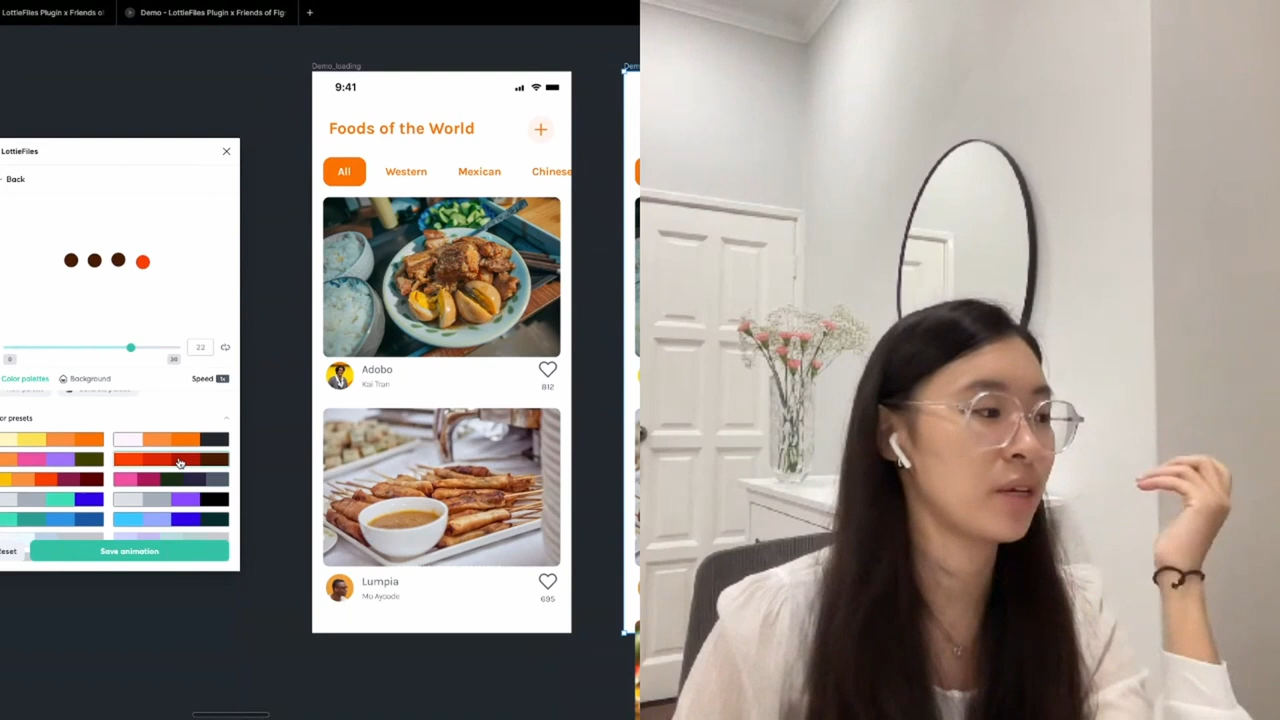 LottieFiles Plugin x Friends of
Demo - LottieFiles Plugin x Friends of Fig
+
LottieFiles
Back
22
0
30
Color palettes
Background
Speed 1x
or presets
eset
Save animation
Demo_loading
9:41
Foods of the World
All
Western
Mexican
Chinese
Adobo
Kai Tran
812
Lumpia
Mo Ayoade
695
Dem